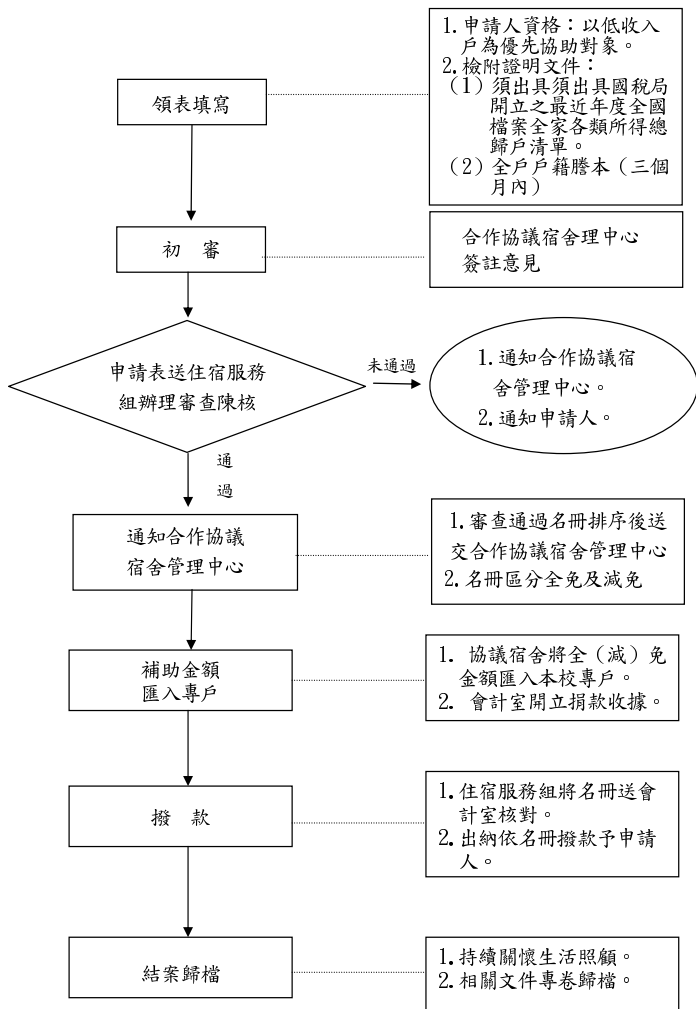 1.申請人資格：以低收入
戶為優先協助對象。
2.檢附證明文件：
（1）須出具須出具國稅局
開立之最近年度全國
檔案全家各類所得總
歸戶清單。
（2）全戶戶籍謄本（三個
月內）
領表填寫
初　審
合作協議宿舍理中心
簽註意見
申請表送住宿服務
組辦理審查陳核
未通過
1.通知合作協議宿
舍管理中心。
2.通知申請人。
通
過
通知合作協議
宿舍管理中心
1.審查通過名冊排序後送
交合作協議宿舍管理中心
2.名冊區分全免及減免
補助金額
匯入專戶
1. 協議宿舍將全（減）免
金額匯入本校專戶。
2. 會計室開立捐款收據。
撥　款
1.住宿服務組將名冊送會
計室核對。
2.出納依名冊撥款予申請
人。
結案歸檔
1.持續關懷生活照顧。
2.相關文件專卷歸檔。